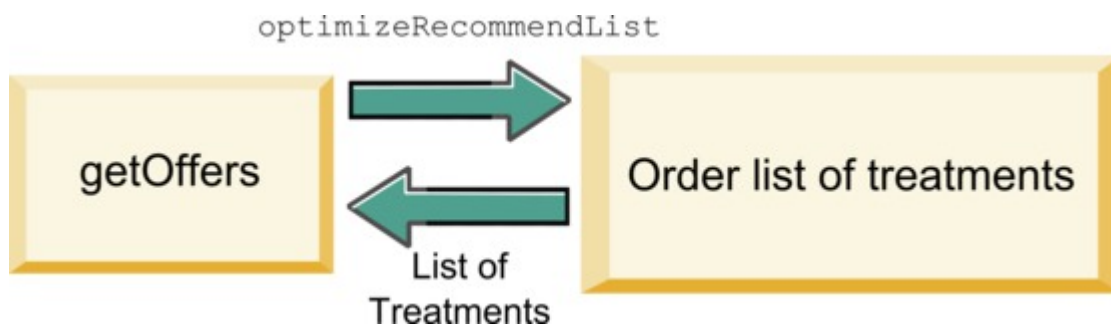 optimizeRecommendList
getOffers
Order list of treatments
List of
Treatments